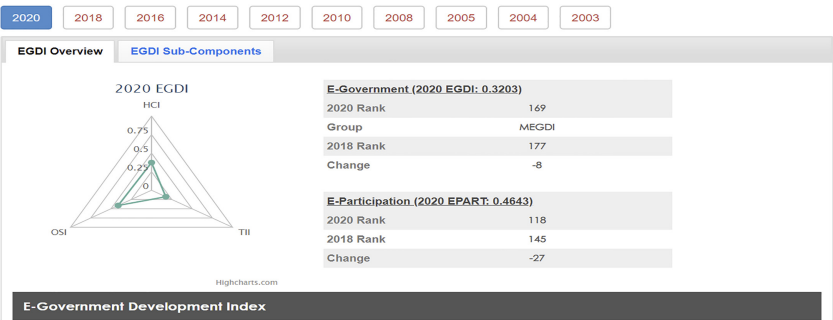 2020 2018 2016 2014 2012 2010 2008 2005 2004 2003
EGDI Overview EGDI Sub-Components
2020 EGDI
HCI
0.75
0.5
0.25
0
OSI TII
Highcharts.com
E-Government (2020 EGDI: 0.3203)
2020 Rank 169
Group MEGDI
2018 Rank 177
Change -8
E-Participation (2020 EPART: 0.4643)
2020 Rank 118
2018 Rank 145
Change -27
E-Government Development Index